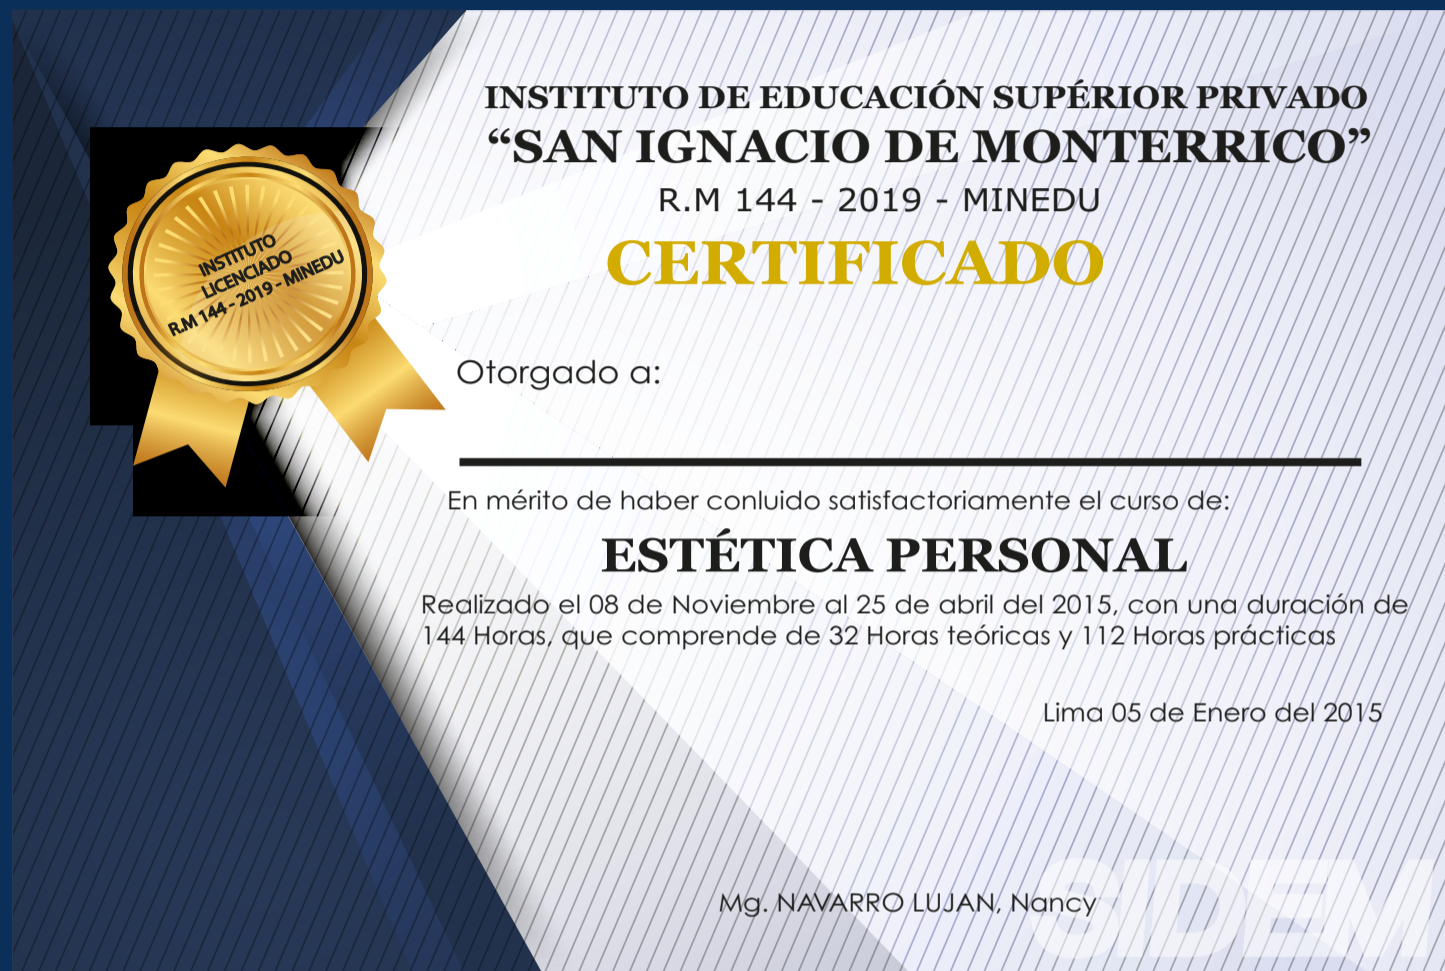 INSTITUTO DE EDUCACIÓN SUPÉRIOR PRIVADO
“SAN IGNACIO DE MONTERRICO”
R.M 144 - 2019 - MINEDU
CERTIFICADO
INSTITUTO
LICENCIADO
R.M 144 - 2019 - MINEDU
Otorgado a:
En mérito de haber conluido satisfactoriamente el curso de:
ESTÉTICA PERSONAL
Realizado el 08 de Noviembre al 25 de abril del 2015, con una duración de
144 Horas, que comprende de 32 Horas teóricas y 112 Horas prácticas
Lima 05 de Enero del 2015
Mg. NAVARRO LUJAN, Nancy
SIDEM